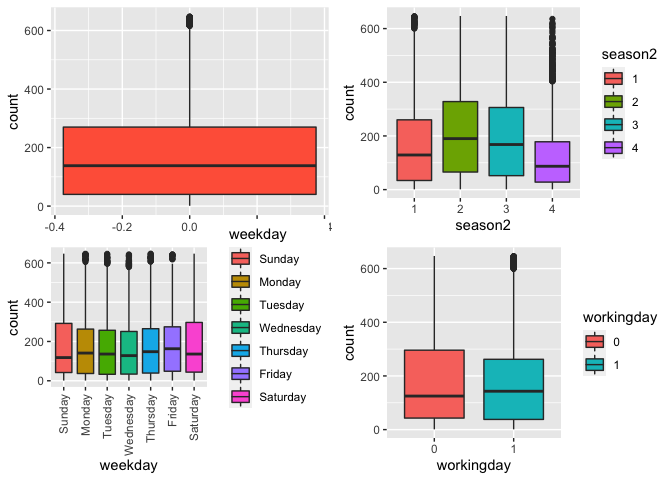 count
600
400
200
0
-0.4
-0.2
0.0
4
count
600
400
200
0
1
2
3
4
season2
season2
1
2
3
4
count
600
400
200
0
Sunday
Monday
Tuesday
Wednesday
Thursday
Friday
Saturday
weekday
weekday
Sunday
Monday
Tuesday
Wednesday
Thursday
Friday
Saturday
count
600
400
200
0
0
1
workingday
workingday
0
1